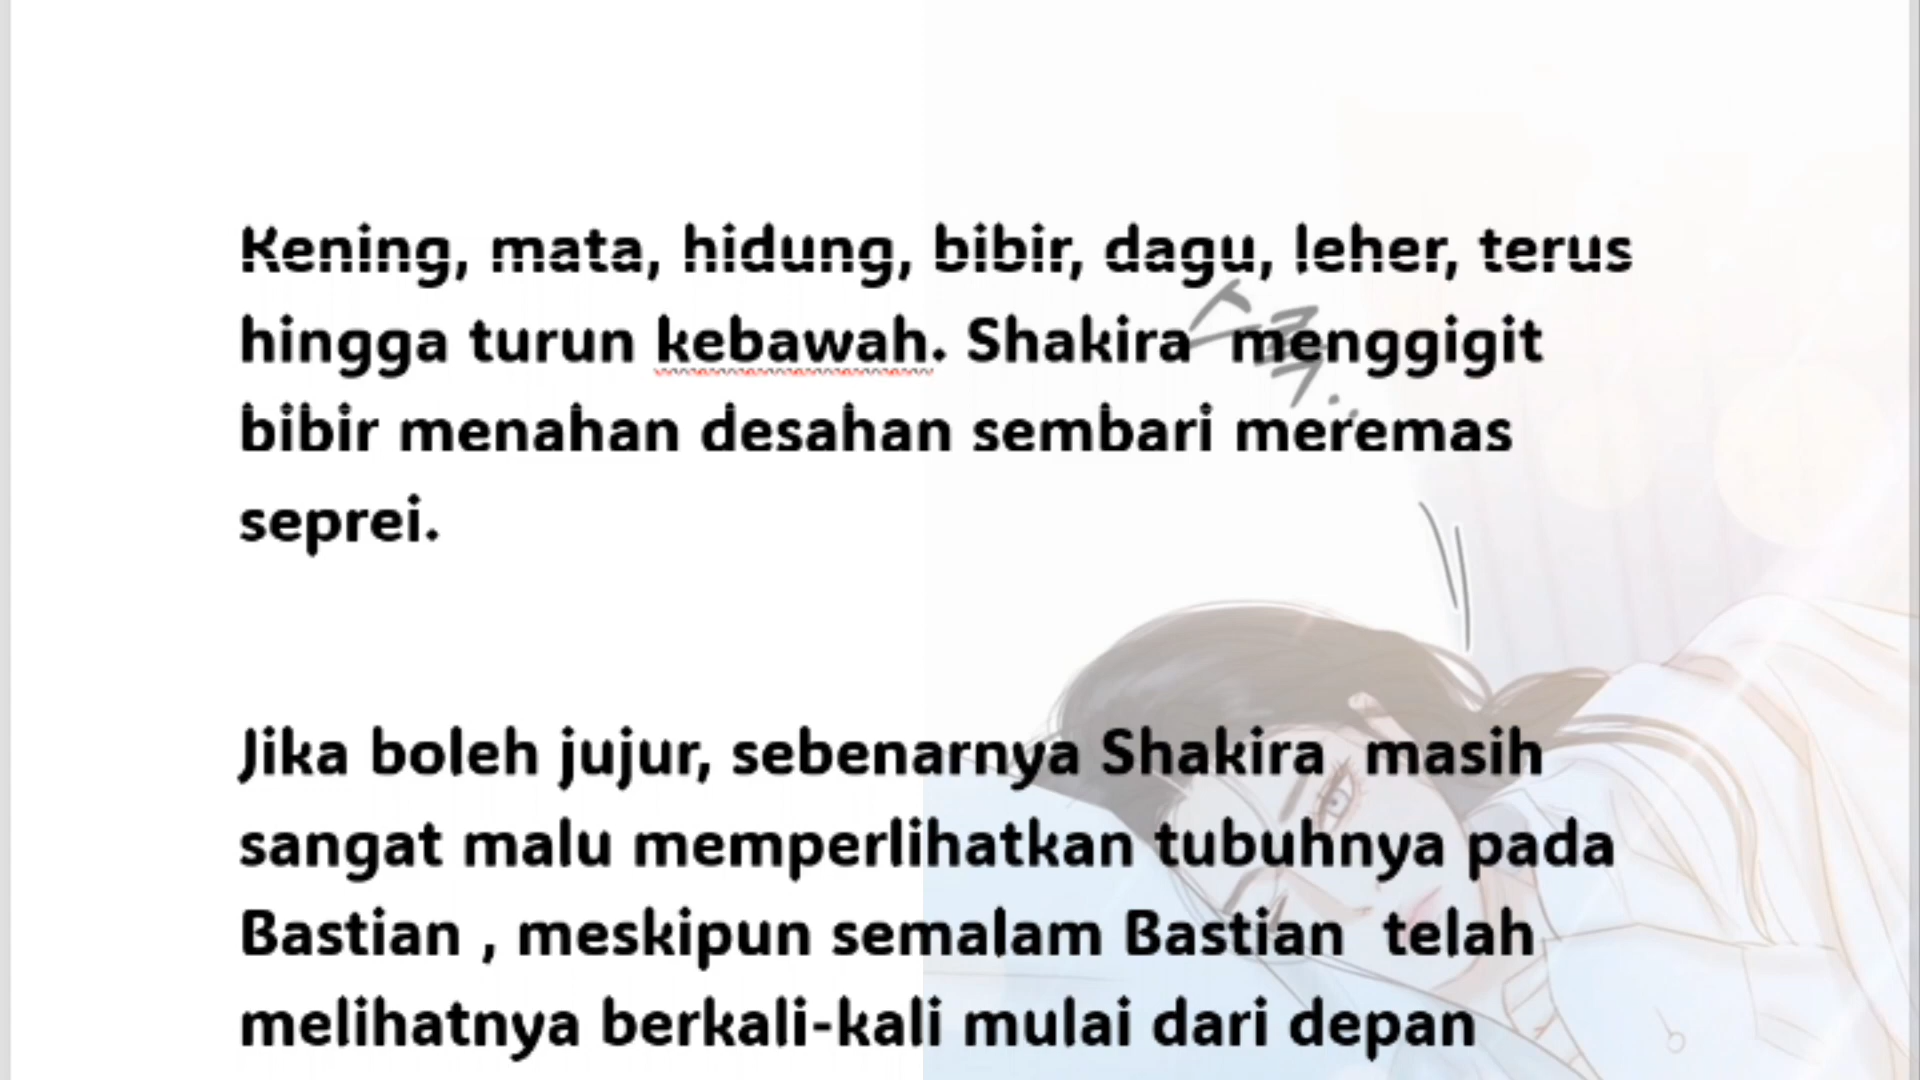 Kening, mata, hidung, bibir, dagu, leher, terus
hingga turun kebawah. Shakira menggigit
bibir menahan desahan sembari meremas
seprei.
Jika boleh jujur, sebenarnya Shakira masih
sangat malu memperlihatkan tubuhnya pada
Bastian , meskipun semalam Bastian telah
melihatnya berkali-kali mulai dari depan